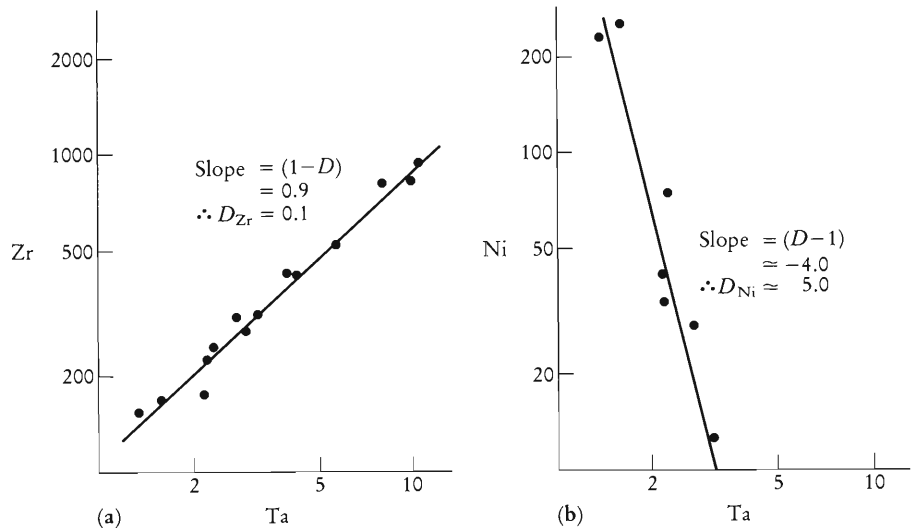 2000
1000
500
200
Zr
Slope = (1−D)
= 0.9
∴ D_Zr = 0.1
2
5
10
(a)
Ta
200
100
50
20
Ni
Slope = (D−1)
≃ −4.0
∴ D_Ni ≃ 5.0
2
5
10
(b)
Ta